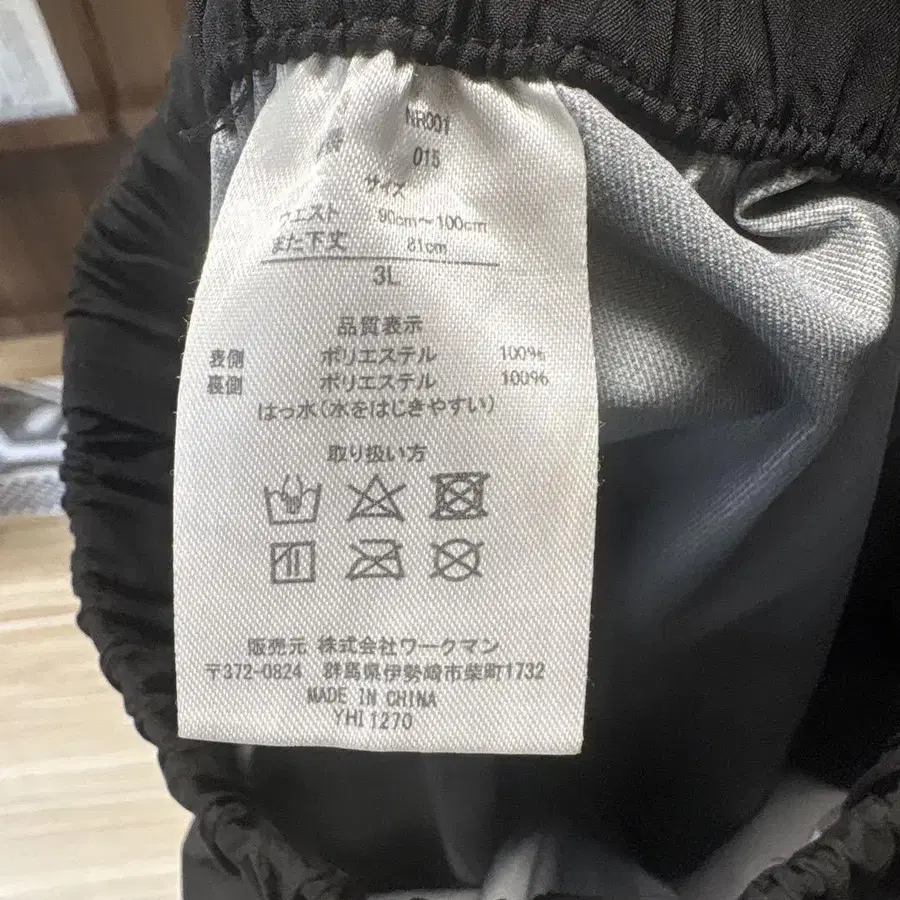 NR001
015
サイズ
ウエスト 90cm～100cm
また下丈 81cm
3L
品質表示
表側 ポリエステル 100%
裏側 ポリエステル 100%
はっ水(水をはじきやすい)
取り扱い方
販売元 株式会社ワークマン
〒372-0824 群馬県伊勢崎市柴町1732
MADE IN CHINA
YHI1270